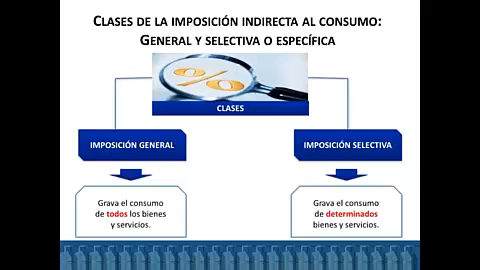 CLASES DE LA IMPOSICIÓN INDIRECTA AL CONSUMO:
GENERAL Y SELECTIVA O ESPECÍFICA
%
CLASES
IMPOSICIÓN GENERAL
IMPOSICIÓN SELECTIVA
Grava el consumo
de todos los bienes
y servicios.
Grava el consumo
de determinados
bienes y servicios.